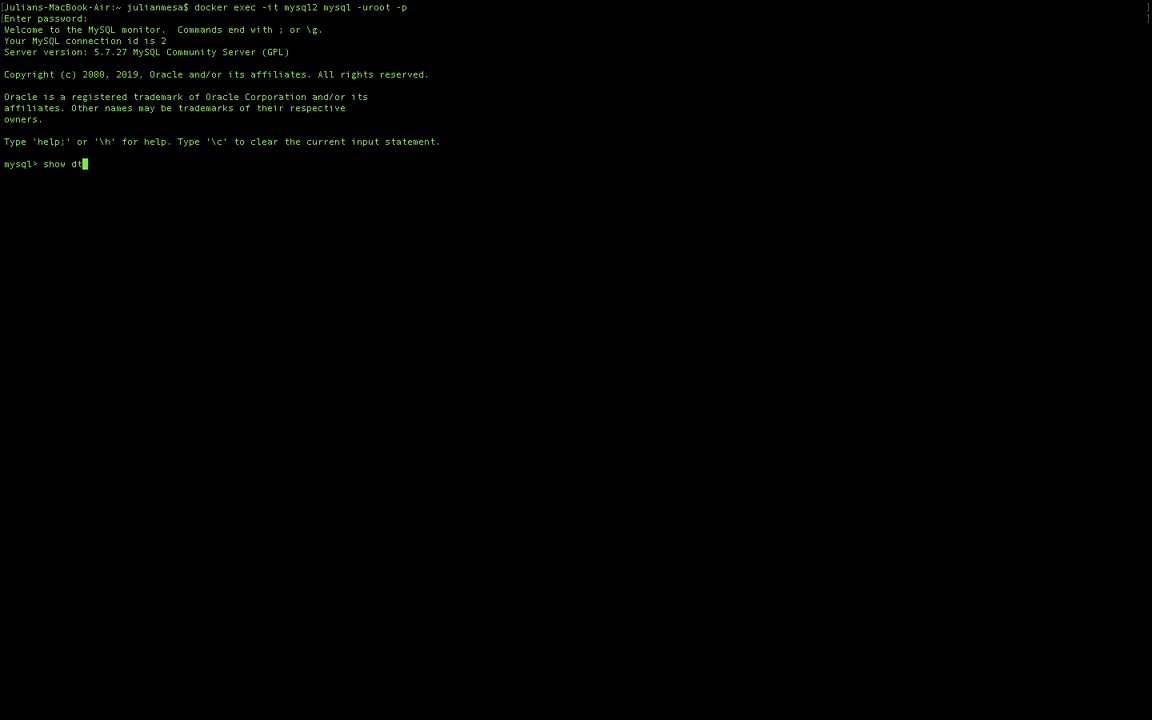 [Julians-MacBook-Air:~ julianmesa$ docker exec -it mysql2 mysql -uroot -p ]
[Enter password: ]
Welcome to the MySQL monitor.  Commands end with ; or \g.
Your MySQL connection id is 2
Server version: 5.7.27 MySQL Community Server (GPL)
Copyright (c) 2000, 2019, Oracle and/or its affiliates. All rights reserved.
Oracle is a registered trademark of Oracle Corporation and/or its
affiliates. Other names may be trademarks of their respective
owners.
Type 'help;' or '\h' for help. Type '\c' to clear the current input statement.
mysql> show dt